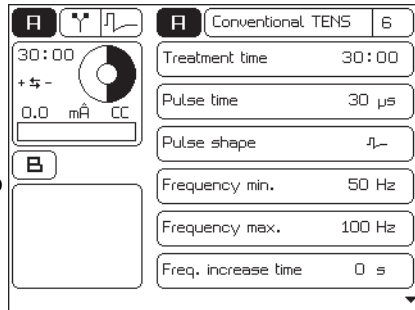 A
30:00
+ ⇆ -
0.0 mÂ CC
B
A Conventional TENS 6
Treatment time 30:00
Pulse time 30 µs
Pulse shape
Frequency min. 50 Hz
Frequency max. 100 Hz
Freq. increase time 0 s